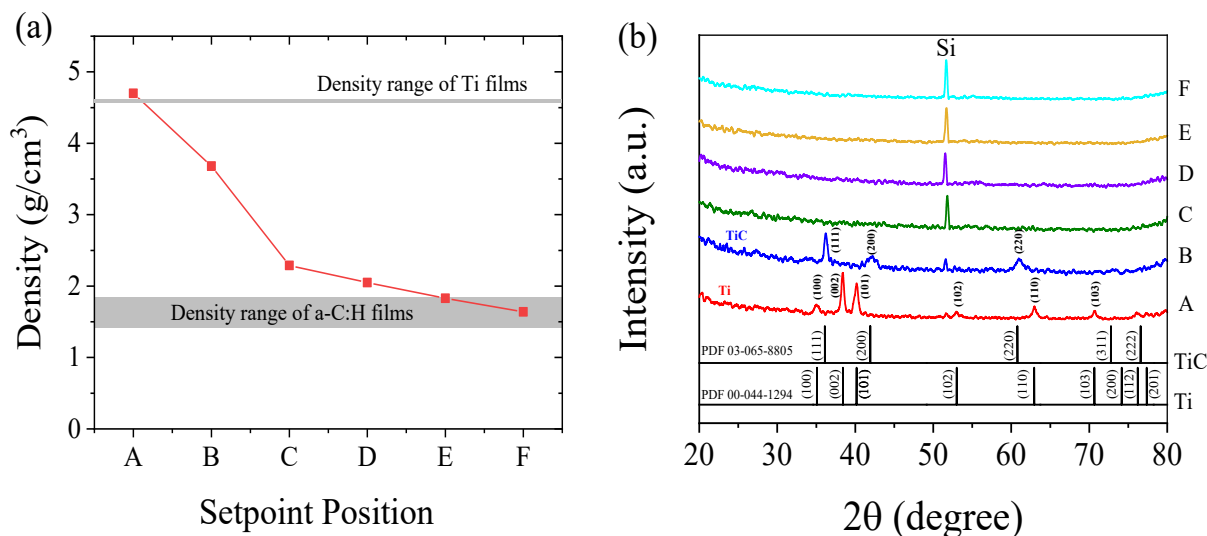 (a)
Density (g/cm3)
5
4
3
2
1
0
Density range of Ti films
Density range of a-C:H films
A B C D E F
Setpoint Position
(b)
Intensity (a.u.)
Si
F
E
D
C
B
A
TiC
Ti
TiC
(111)
(200)
(220)
Ti
(100)
(002)
(101)
(102)
(110)
(103)
PDF 03-065-8805
(111)
(200)
(220)
(311)
(222)
PDF 00-044-1294
(100)
(002)
(101)
(102)
(110)
(103)
(200)
(112)
(201)
20 30 40 50 60 70 80
2θ (degree)